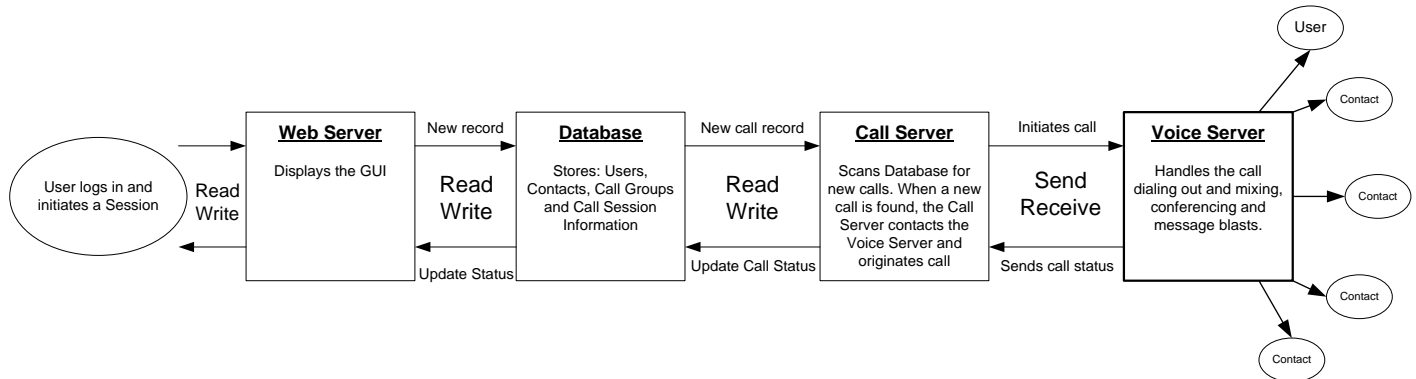 User logs in and
initiates a Session
Read
Write
Web Server
Displays the GUI
New record
Read
Write
Update Status
Database
Stores: Users,
Contacts, Call Groups
and Call Session
Information
New call record
Read
Write
Update Call Status
Call Server
Scans Database for
new calls. When a new
call is found, the Call
Server contacts the
Voice Server and
originates call
Initiates call
Send
Receive
Sends call status
Voice Server
Handles the call
dialing out and mixing,
conferencing and
message blasts.
User
Contact
Contact
Contact
Contact